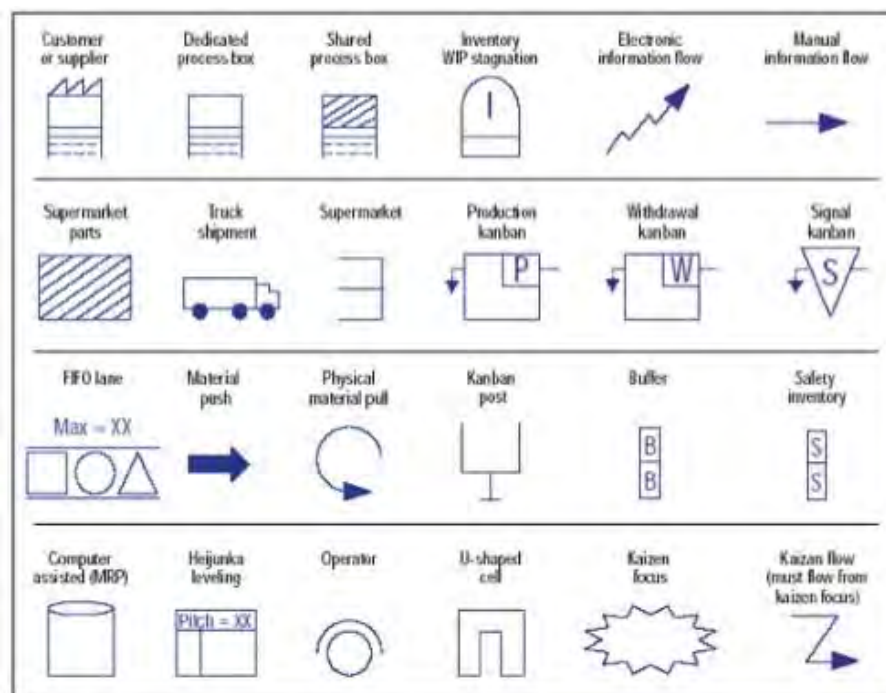 Customer
or supplier
Dedicated
process box
Shared
process box
Inventory
WIP stagnation
Electronic
information flow
Manual
information flow
I
Supermarket
parts
Truck
shipment
Supermarket
Production
kanban
Withdrawal
kanban
Signal
kanban
P
W
S
FIFO lane
Material
push
Physical
material pull
Kanban
post
Buffer
Safety
inventory
Max = XX
B
B
S
S
Computer
assisted (MRP)
Heijunka
leveling
Operator
U-shaped
cell
Kaizen
focus
Kaizan flow
(must flow from
kaizen focus)
Pitch = XX